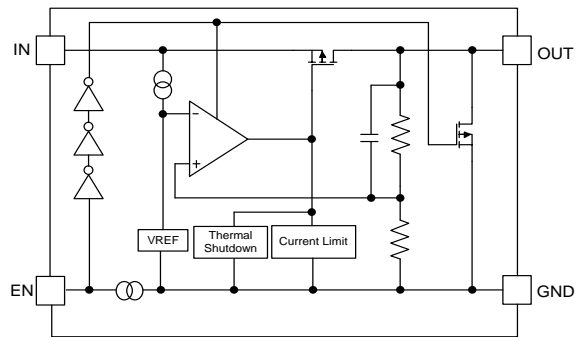 IN
OUT
−
+
VREF
Thermal
Shutdown
Current Limit
EN
GND